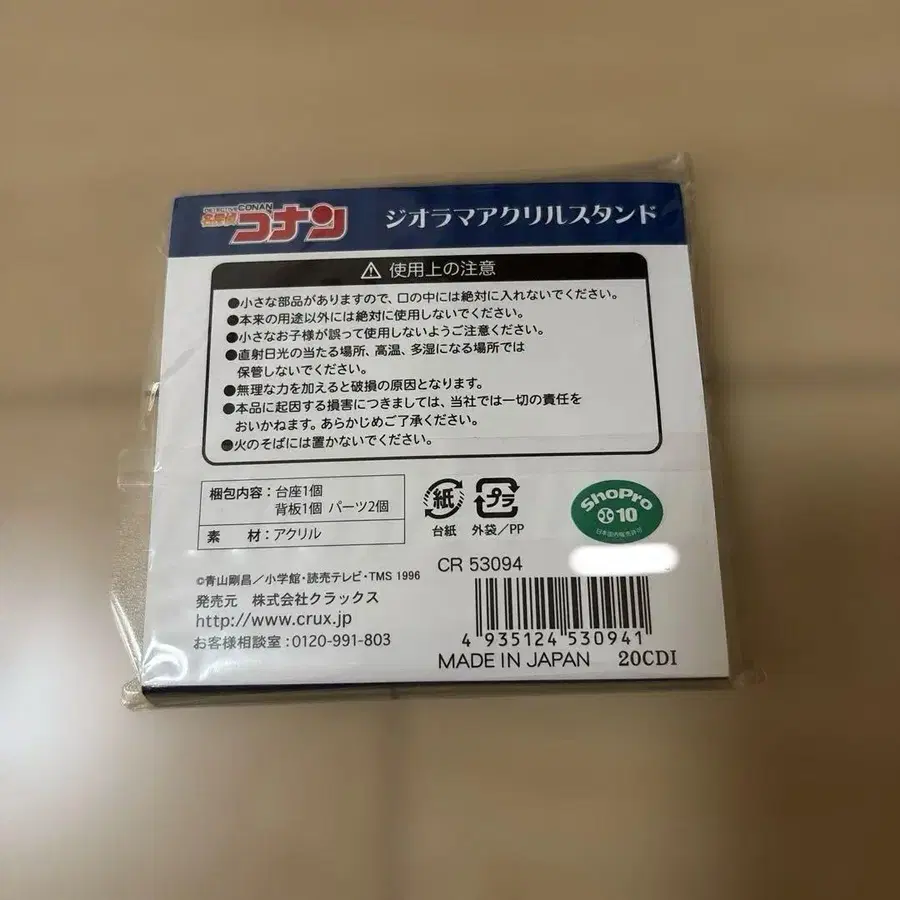 DETECTIVE CONAN
名探偵コナン
ジオラマアクリルスタンド
使用上の注意
●小さな部品がありますので、口の中には絶対に入れないでください。
●本来の用途以外には絶対に使用しないでください。
●小さなお子様が誤って使用しないようご注意ください。
●直射日光の当たる場所、高温、多湿になる場所では
保管しないでください。
●無理な力を加えると破損の原因となります。
●本品に起因する損害につきましては、当社では一切の責任を
おいかねます。あらかじめご了承ください。
●火のそばには置かないでください。
梱包内容：台座1個
背板1個 パーツ2個
素 材：アクリル
紙
台紙
プラ
外袋／PP
ShoPro
10
日本国内販売許可
CR 53094
©青山剛昌／小学館・読売テレビ・TMS 1996
発売元 株式会社クラックス
http://www.crux.jp
お客様相談室：0120-991-803
4 935124 530941
MADE IN JAPAN 20CDI